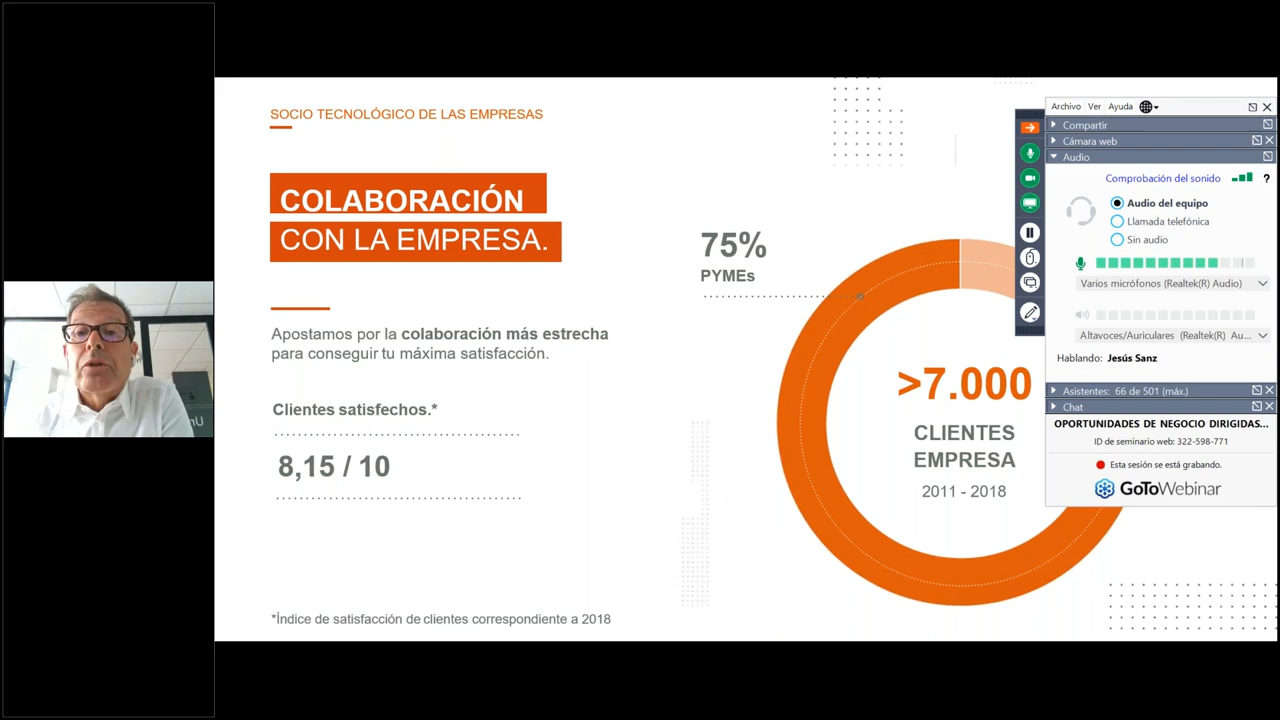 SOCIO TECNOLÓGICO DE LAS EMPRESAS
COLABORACIÓN
CON LA EMPRESA.
Apostamos por la colaboración más estrecha
para conseguir tu máxima satisfacción.
Clientes satisfechos.*
8,15 / 10
*Índice de satisfacción de clientes correspondiente a 2018
75%
PYMEs
>7.000
CLIENTES
EMPRESA
2011 - 2018
Archivo Ver Ayuda
Compartir
Cámara web
Audio
Comprobación del sonido ?
Audio del equipo
Llamada telefónica
Sin audio
Varios micrófonos (Realtek(R) Audio)
Altavoces/Auriculares (Realtek(R) Au...
Hablando: Jesús Sanz
Asistentes: 66 de 501 (máx.)
Chat
OPORTUNIDADES DE NEGOCIO DIRIGIDAS...
ID de seminario web: 322-598-771
Esta sesión se está grabando.
GoToWebinar